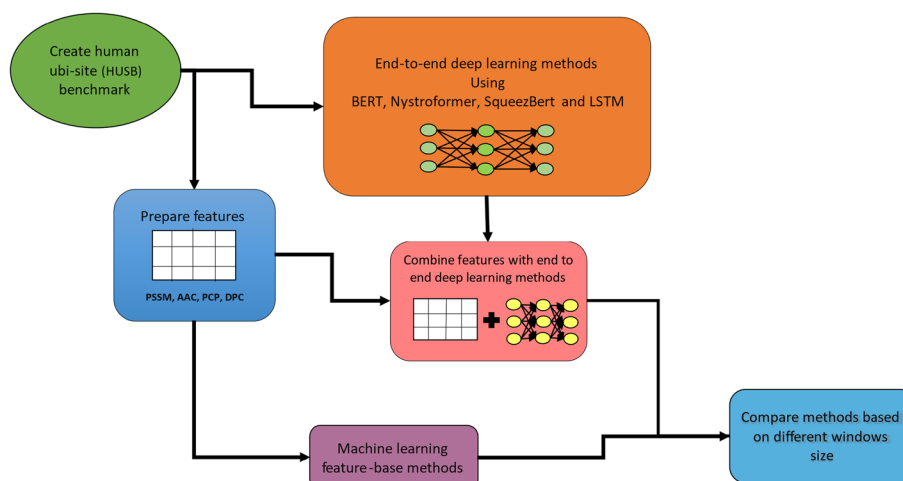 Create human
ubi-site (HUSB)
benchmark
End-to-end deep learning methods
Using
BERT, Nystroformer, SqueezBert and LSTM
Prepare features
PSSM, AAC, PCP, DPC
Combine features with end to
end deep learning methods
Machine learning
feature-base methods
Compare methods based
on different windows
size